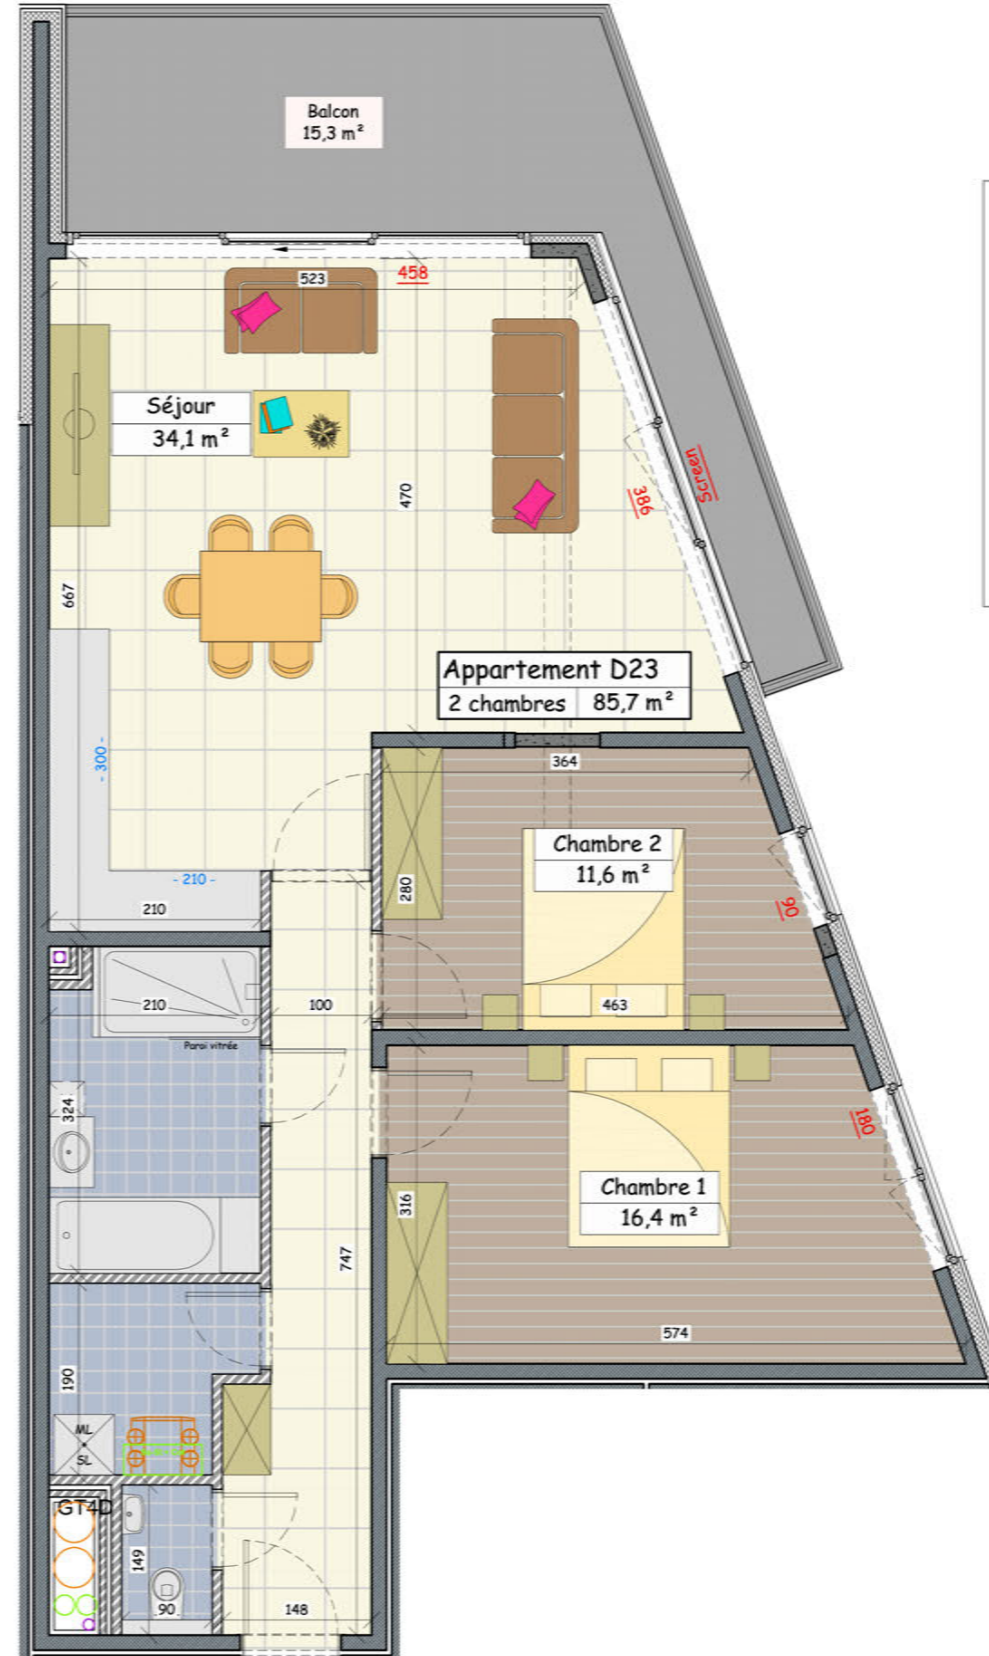 Balcon
15,3 m²
523
458
Séjour
34,1 m²
470
386
Screen
667
Appartement D23
2 chambres 85,7 m²
- 300 -
364
Chambre 2
11,6 m²
280
90
- 210 -
210
210
100
463
Paroi vitrée
324
180
Chambre 1
16,4 m²
316
747
574
190
ML
SL
GT4D
149
90
148